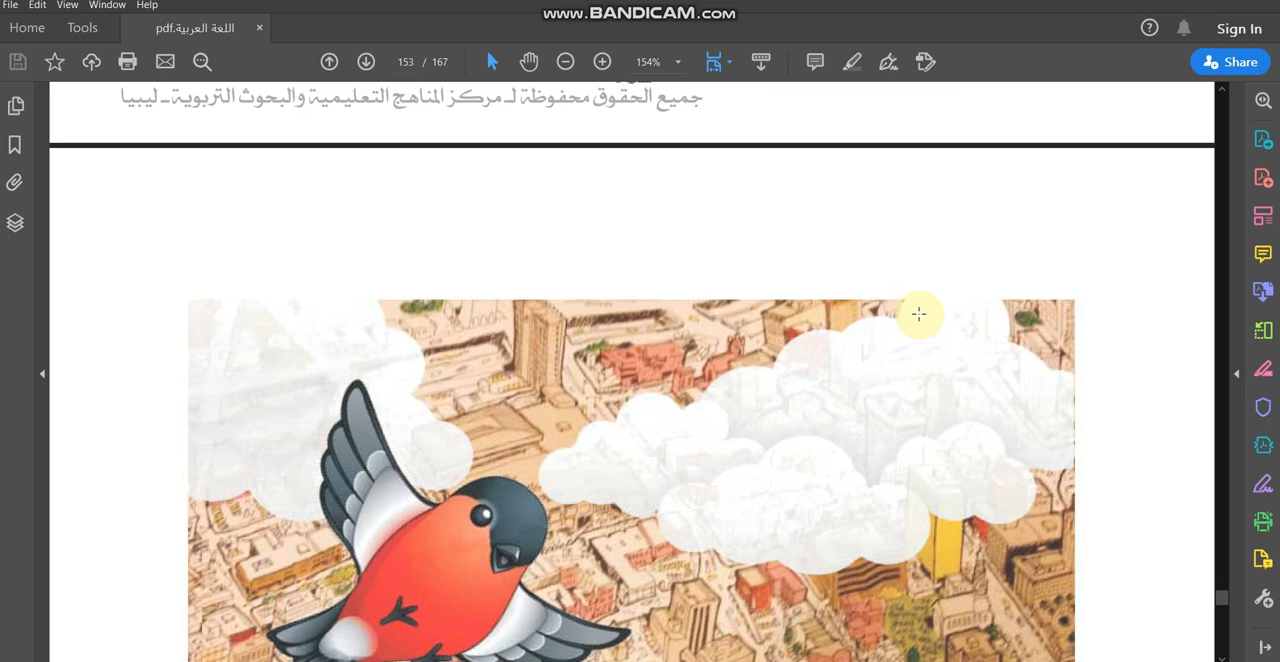 File Edit View Window Help
www.BANDICAM.com
Home Tools اللغة العربية.pdf × Sign In
153 / 167 154% Share
جميع الحقوق محفوظة لـ مركز المناهج التعليمية والبحوث التربوية ـ ليبيا